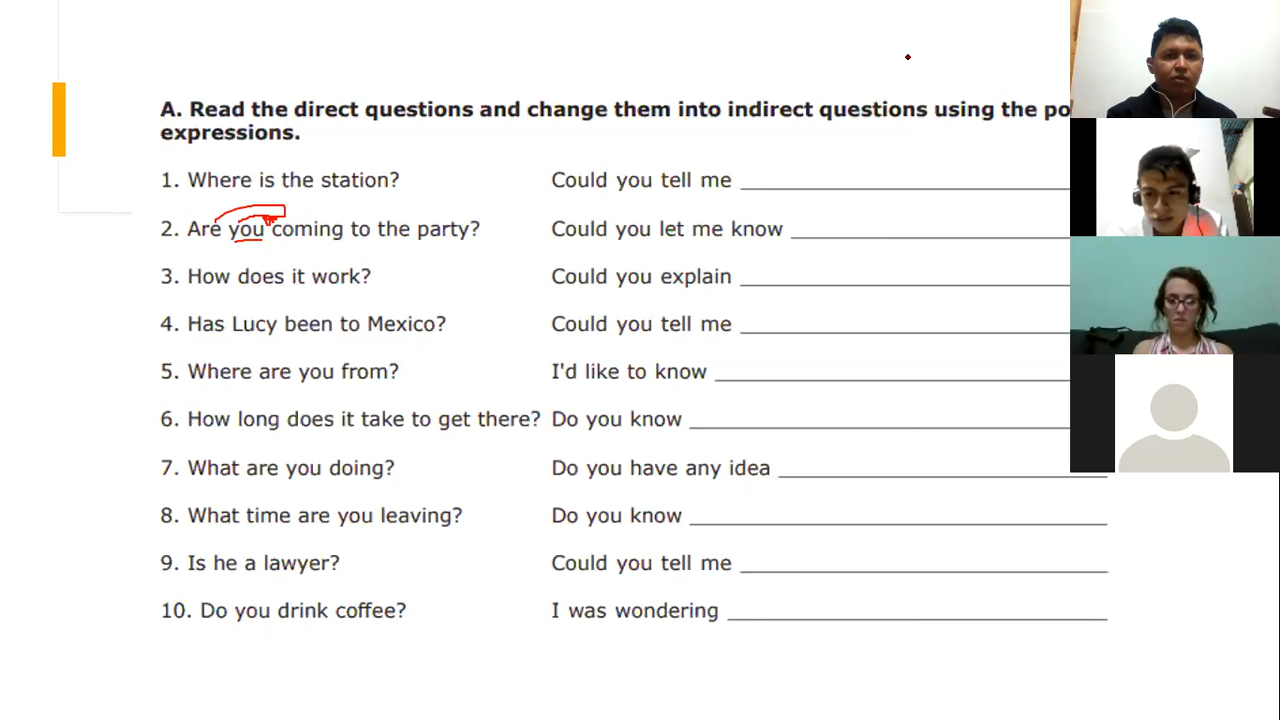 A. Read the direct questions and change them into indirect questions using the po
expressions.
1. Where is the station? Could you tell me
2. Are you coming to the party? Could you let me know
3. How does it work? Could you explain
4. Has Lucy been to Mexico? Could you tell me
5. Where are you from? I'd like to know
6. How long does it take to get there? Do you know
7. What are you doing? Do you have any idea
8. What time are you leaving? Do you know
9. Is he a lawyer? Could you tell me
10. Do you drink coffee? I was wondering